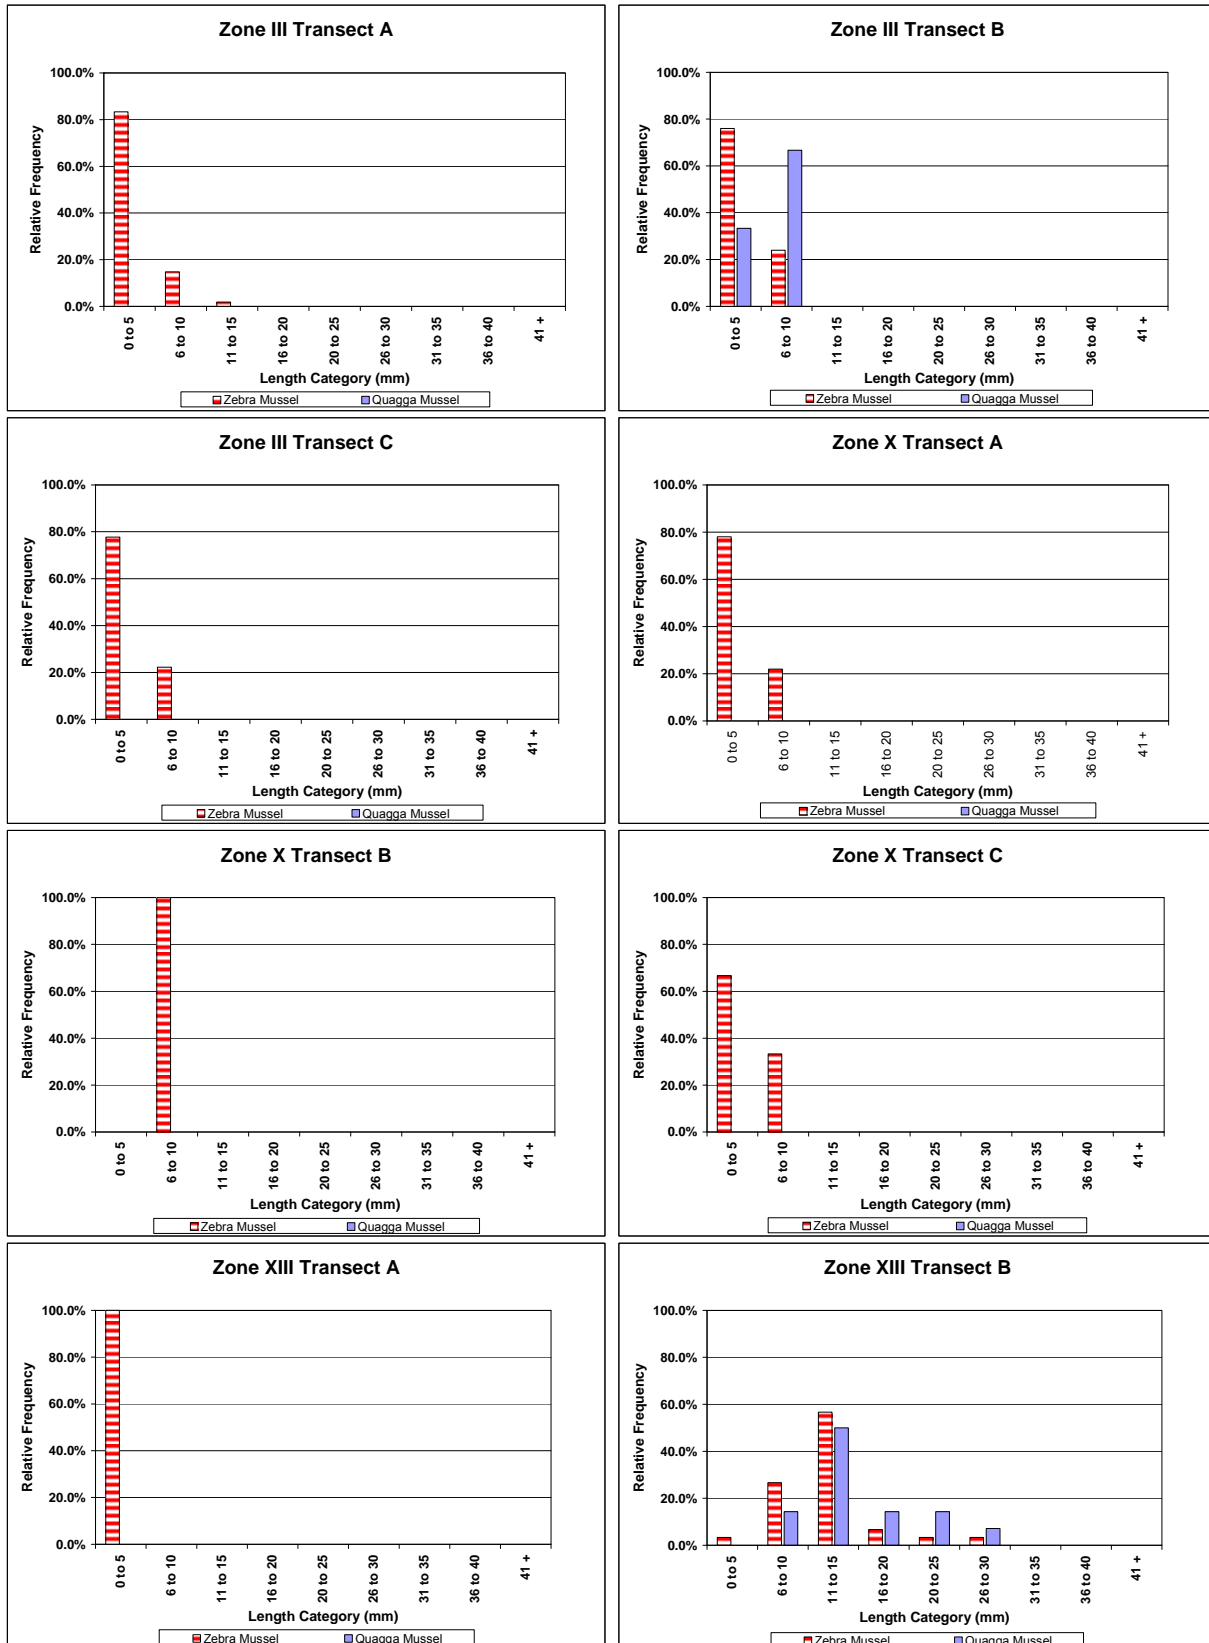 Zone III Transect A
Relative Frequency
100.0%
80.0%
60.0%
40.0%
20.0%
0.0%
0 to 5
6 to 10
11 to 15
16 to 20
20 to 25
26 to 30
31 to 35
36 to 40
41 +
Length Category (mm)
Zebra Mussel Quagga Mussel
Zone III Transect B
Relative Frequency
100.0%
80.0%
60.0%
40.0%
20.0%
0.0%
0 to 5
6 to 10
11 to 15
16 to 20
20 to 25
26 to 30
31 to 35
36 to 40
41 +
Length Category (mm)
Zebra Mussel Quagga Mussel
Zone III Transect C
Relative Frequency
100.0%
80.0%
60.0%
40.0%
20.0%
0.0%
0 to 5
6 to 10
11 to 15
16 to 20
20 to 25
26 to 30
31 to 35
36 to 40
41 +
Length Category (mm)
Zebra Mussel Quagga Mussel
Zone X Transect A
Relative Frequency
100.0%
80.0%
60.0%
40.0%
20.0%
0.0%
0 to 5
6 to 10
11 to 15
16 to 20
20 to 25
26 to 30
31 to 35
36 to 40
41 +
Length Category (mm)
Zebra Mussel Quagga Mussel
Zone X Transect B
Relative Frequency
100.0%
80.0%
60.0%
40.0%
20.0%
0.0%
0 to 5
6 to 10
11 to 15
16 to 20
20 to 25
26 to 30
31 to 35
36 to 40
41 +
Length Category (mm)
Zebra Mussel Quagga Mussel
Zone X Transect C
Relative Frequency
100.0%
80.0%
60.0%
40.0%
20.0%
0.0%
0 to 5
6 to 10
11 to 15
16 to 20
20 to 25
26 to 30
31 to 35
36 to 40
41 +
Length Category (mm)
Zebra Mussel Quagga Mussel
Zone XIII Transect A
Relative Frequency
100.0%
80.0%
60.0%
40.0%
20.0%
0.0%
0 to 5
6 to 10
11 to 15
16 to 20
20 to 25
26 to 30
31 to 35
36 to 40
41 +
Length Category (mm)
Zebra Mussel Quagga Mussel
Zone XIII Transect B
Relative Frequency
100.0%
80.0%
60.0%
40.0%
20.0%
0.0%
0 to 5
6 to 10
11 to 15
16 to 20
20 to 25
26 to 30
31 to 35
36 to 40
41 +
Length Category (mm)
Zebra Mussel Quagga Mussel